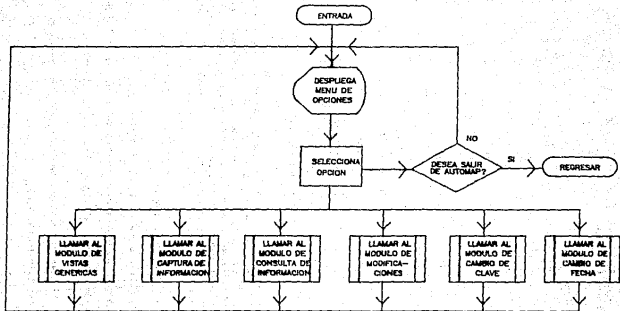 ENTRADA
DESPLIEGA
MENU DE
OPCIONES
NO
SELECCIONA
OPCION
DESEA SALIR
DE AUTOMAP?
SI
REGRESAR
LLAMAR AL
MODULO DE
VISTAS
GENERICAS
LLAMAR AL
MODULO DE
CAPTURA DE
INFORMACION
LLAMAR AL
MODULO DE
CONSULTA DE
INFORMACION
LLAMAR AL
MODULO DE
MODIFICA-
CIONES
LLAMAR AL
MODULO DE
CAMBIO DE
CLAVE
LLAMAR AL
MODULO DE
CAMBIO DE
FECHA